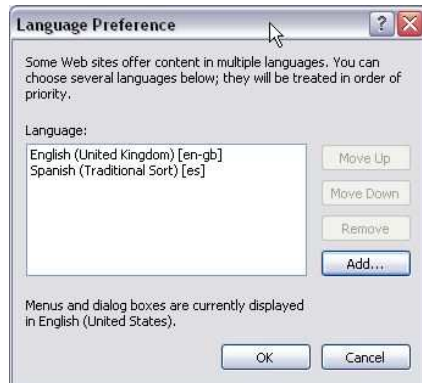 Language Preference
Some Web sites offer content in multiple languages. You can
choose several languages below; they will be treated in order of
priority.
Language:
English (United Kingdom) [en-gb]
Spanish (Traditional Sort) [es]
Move Up
Move Down
Remove
Add...
Menus and dialog boxes are currently displayed
in English (United States).
OK
Cancel